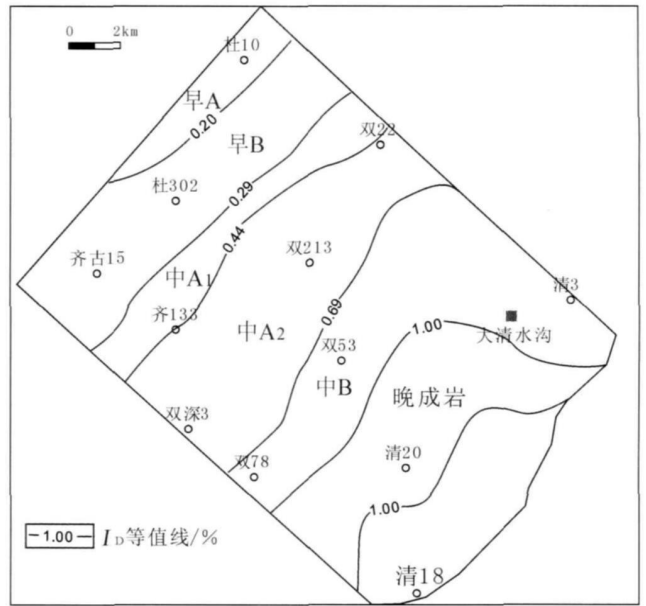 0 2km
杜10
早A
0.20
双22
早B
杜302
0.29
0.44
双213
齐古15
中A1
清3
0.69
大清水沟
齐133
中A2
1.00
双53
中B
晚成岩
双深3
清20
双78
1.00
1.00 ID等值线/%
清18